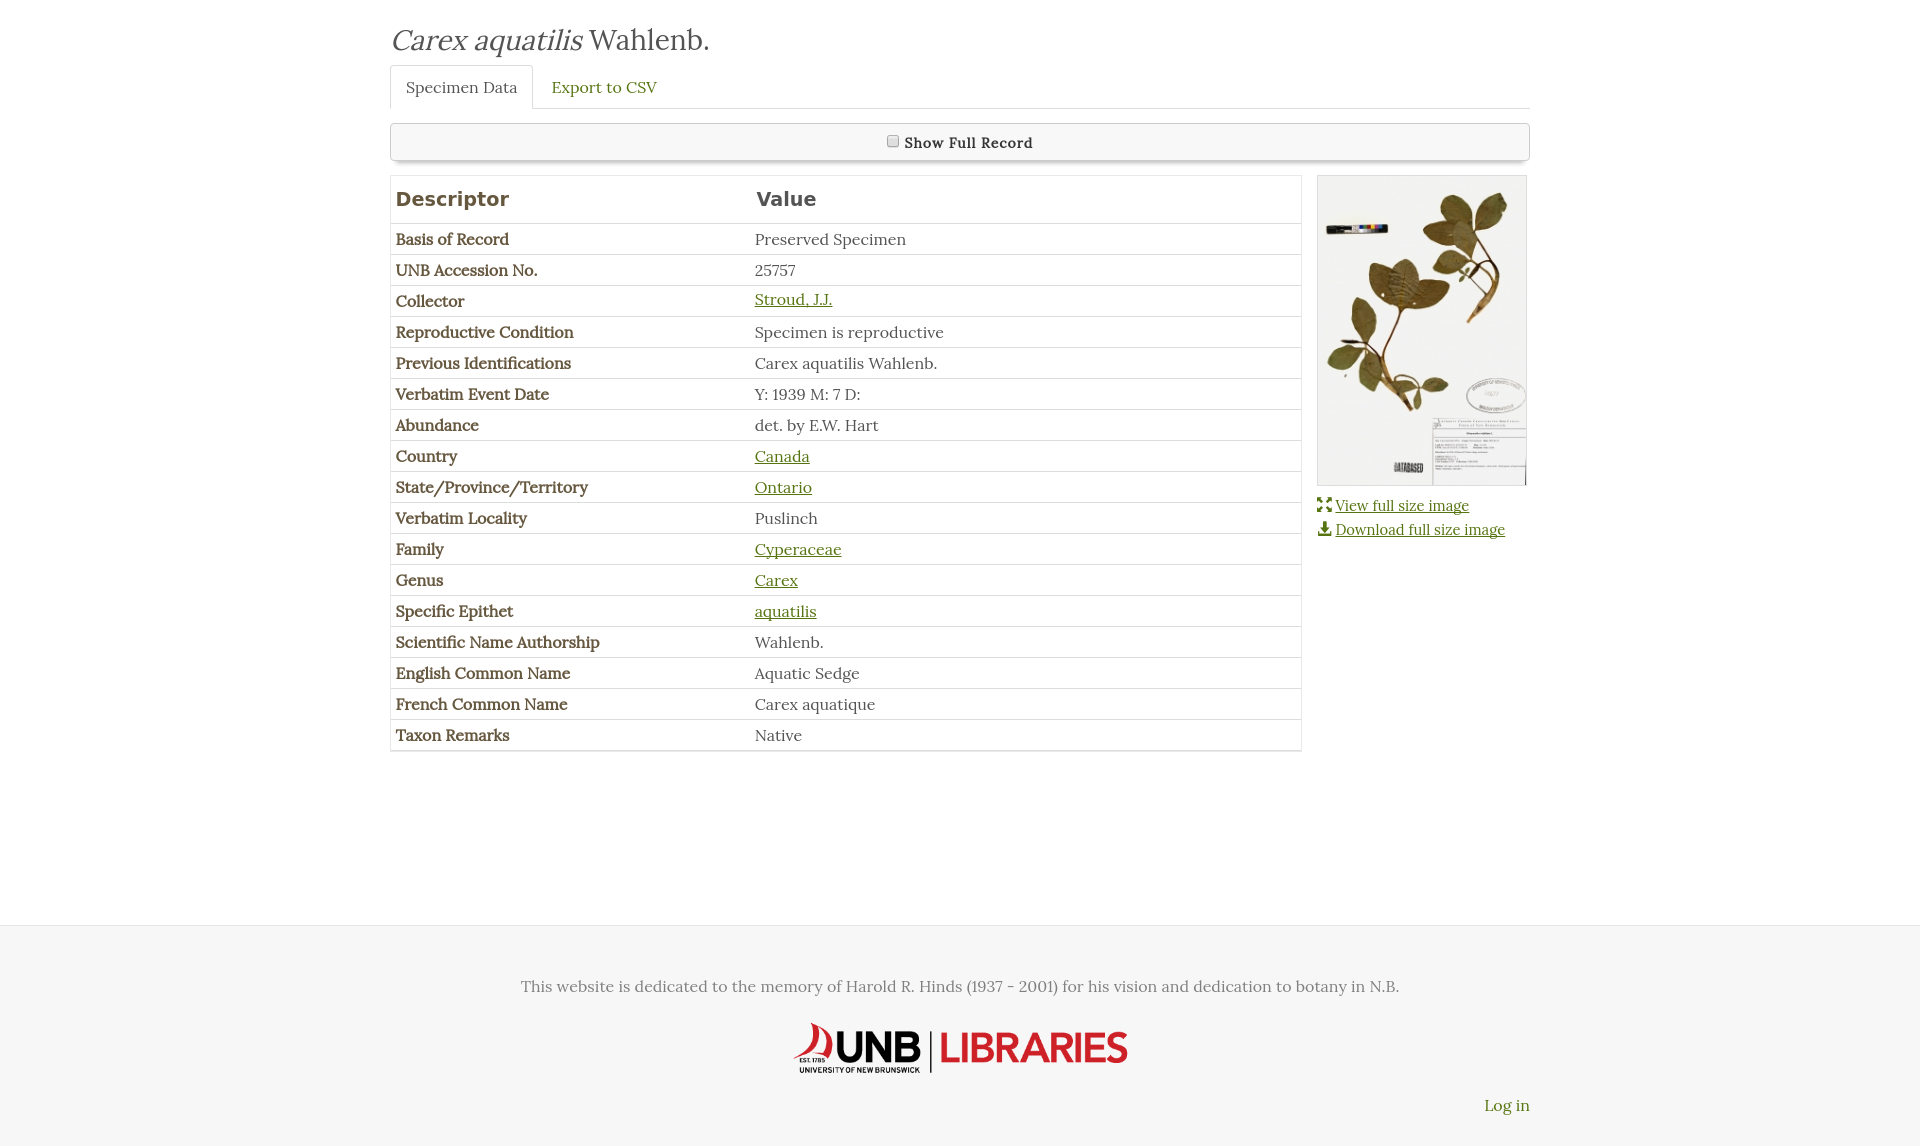 Carex aquatilis Wahlenb.
Specimen Data
Export to CSV
Show Full Record
Descriptor Value
Basis of Record Preserved Specimen
UNB Accession No. 25757
Collector Stroud, J.J.
Reproductive Condition Specimen is reproductive
Previous Identifications Carex aquatilis Wahlenb.
Verbatim Event Date Y: 1939 M: 7 D:
Abundance det. by E.W. Hart
Country Canada
State/Province/Territory Ontario
Verbatim Locality Puslinch
Family Cyperaceae
Genus Carex
Specific Epithet aquatilis
Scientific Name Authorship Wahlenb.
English Common Name Aquatic Sedge
French Common Name Carex aquatique
Taxon Remarks Native
DATABASED
View full size image
Download full size image
This website is dedicated to the memory of Harold R. Hinds (1937 - 2001) for his vision and dedication to botany in N.B.
EST. 1785
UNB LIBRARIES
UNIVERSITY OF NEW BRUNSWICK
Log in